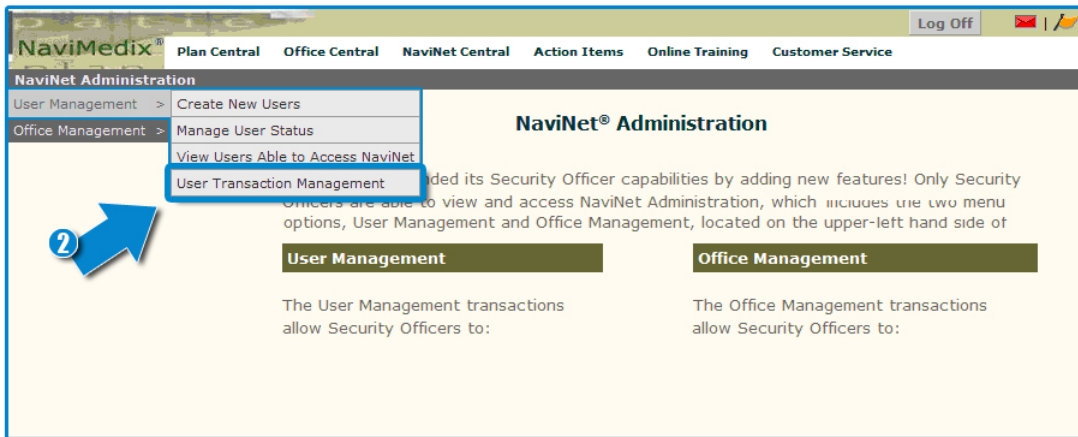 Log Off
|
NaviMedix®
Plan Central Office Central NaviNet Central Action Items Online Training Customer Service
NaviNet Administration
User Management > Create New Users
Office Management > Manage User Status
View Users Able to Access NaviNet
User Transaction Management
NaviNet® Administration
its Security Officer capabilities by adding new features! Only Security
Officers are able to view and access NaviNet Administration, which includes the two menu
options, User Management and Office Management, located on the upper-left hand side of
2
User Management
Office Management
The User Management transactions
allow Security Officers to:
The Office Management transactions
allow Security Officers to: